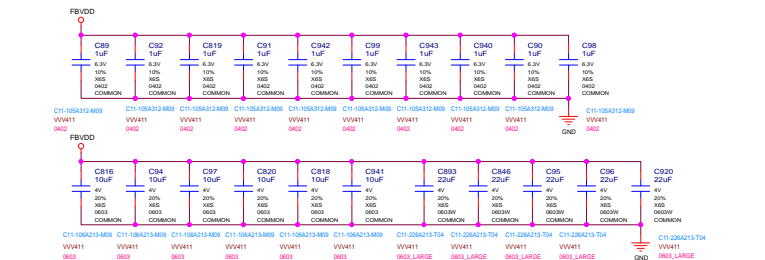 FBVDD
C89 C92 C819 C91 C942 C99 C943 C940 C90 C98
1uF 1uF 1uF 1uF 1uF 1uF 1uF 1uF 1uF 1uF
6.3V 6.3V 6.3V 6.3V 6.3V 6.3V 6.3V 6.3V 6.3V 6.3V
10% 10% 10% 10% 10% 10% 10% 10% 10% 10%
X6S X6S X6S X6S X6S X6S X6S X6S X6S X6S
0402 0402 0402 0402 0402 0402 0402 0402 0402 0402
COMMON COMMON COMMON COMMON COMMON COMMON COMMON COMMON COMMON COMMON
C11-105A312-M09 C11-105A312-M09 C11-105A312-M09 C11-105A312-M09 C11-105A312-M09 C11-105A312-M09 C11-105A312-M09 C11-105A312-M09 C11-105A312-M09 C11-105A312-M09
VVV411 VVV411 VVV411 VVV411 VVV411 VVV411 VVV411 VVV411 VVV411 VVV411
0402 0402 0402 0402 0402 0402 0402 0402 0402 GND 0402
FBVDD
C816 C94 C97 C820 C818 C941 C893 C846 C95 C96 C920
10uF 10uF 10uF 10uF 10uF 10uF 22uF 22uF 22uF 22uF 22uF
4V 4V 4V 4V 4V 4V 4V 4V 4V 4V 4V
20% 20% 20% 20% 20% 20% 20% 20% 20% 20% 20%
X6S X6S X6S X6S X6S X6S X6S X6S X6S X6S X6S
0603 0603 0603 0603 0603 0603 0603W 0603W 0603W 0603W 0603W
COMMON COMMON COMMON COMMON COMMON COMMON COMMON COMMON COMMON COMMON COMMON
C11-106A213-M09 C11-106A213-M09 C11-106A213-M09 C11-106A213-M09 C11-106A213-M09 C11-106A213-M09 C11-226A213-T04 C11-226A213-T04 C11-226A213-T04 C11-226A213-T04 C11-226A213-T04
VVV411 VVV411 VVV411 VVV411 VVV411 VVV411 VVV411 VVV411 VVV411 VVV411 VVV411
0603 0603 0603 0603 0603 0603 0603_LARGE 0603_LARGE 0603_LARGE 0603_LARGE GND 0603_LARGE